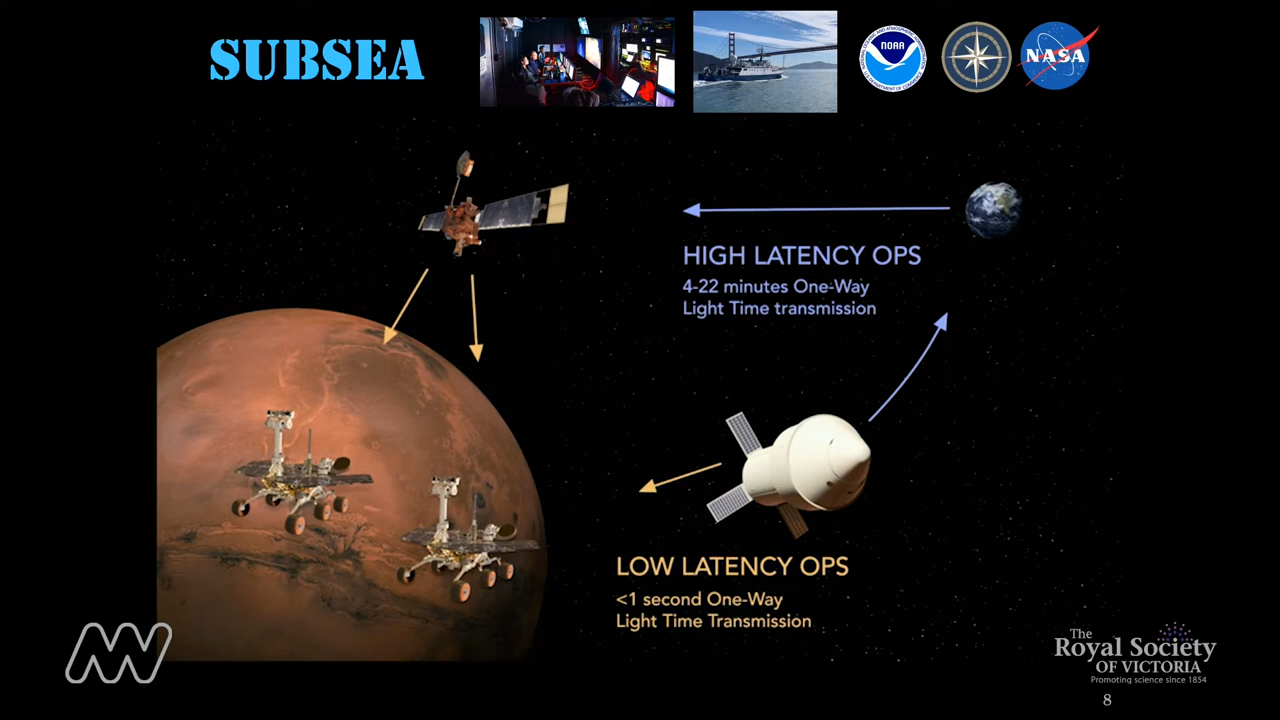 SUBSEA
NOAA
NASA
HIGH LATENCY OPS
4-22 minutes One-Way
Light Time transmission
LOW LATENCY OPS
<1 second One-Way
Light Time Transmission
The
Royal Society
OF VICTORIA
Promoting science since 1854
8